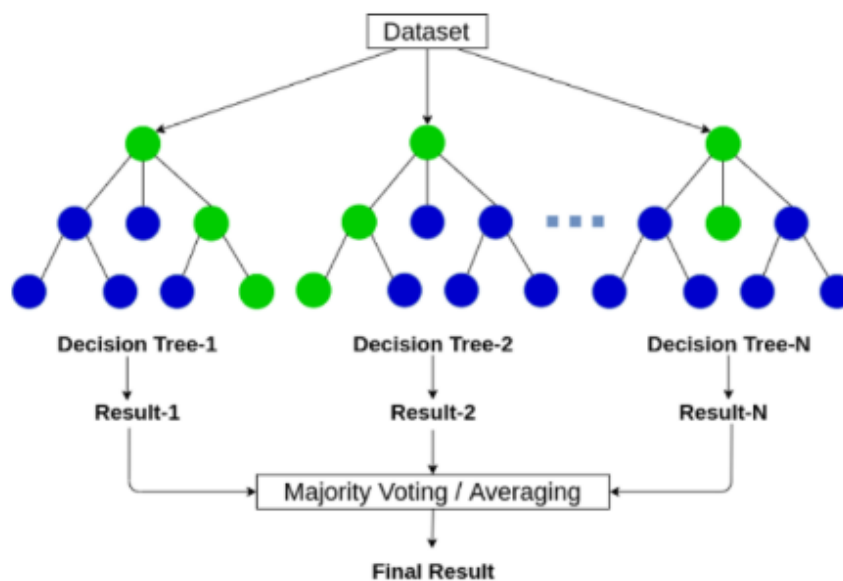 Dataset
Decision Tree-1 Decision Tree-2 Decision Tree-N
Result-1 Result-2 Result-N
Majority Voting / Averaging
Final Result